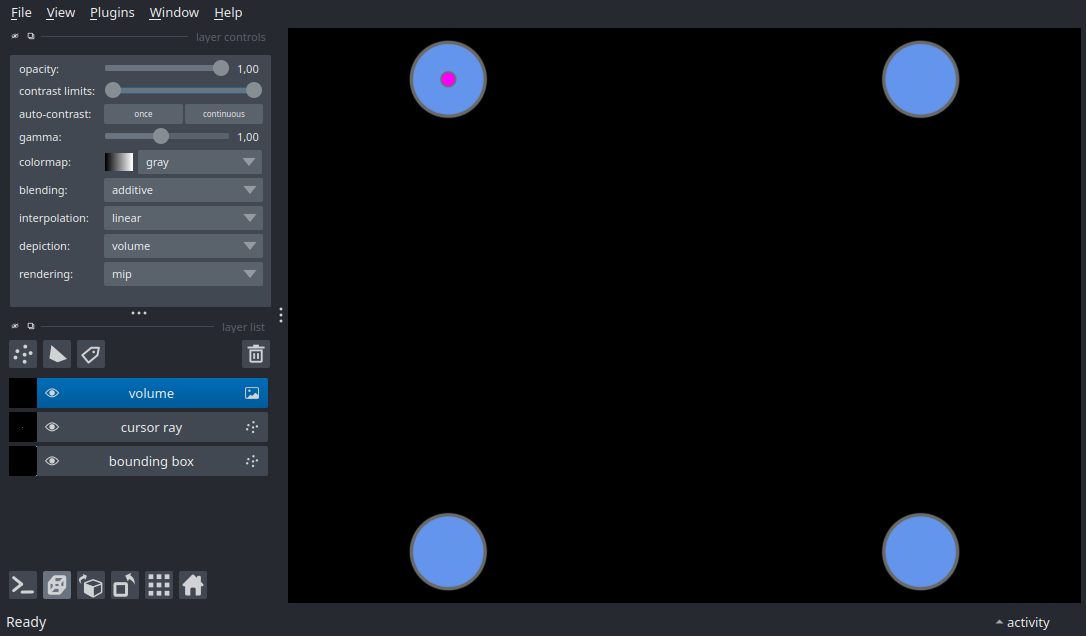 File View Plugins Window Help
layer controls
opacity: 1,00
contrast limits:
auto-contrast: once continuous
gamma: 1,00
colormap: gray
blending: additive
interpolation: linear
depiction: volume
rendering: mip
layer list
volume
cursor ray
bounding box
Ready activity